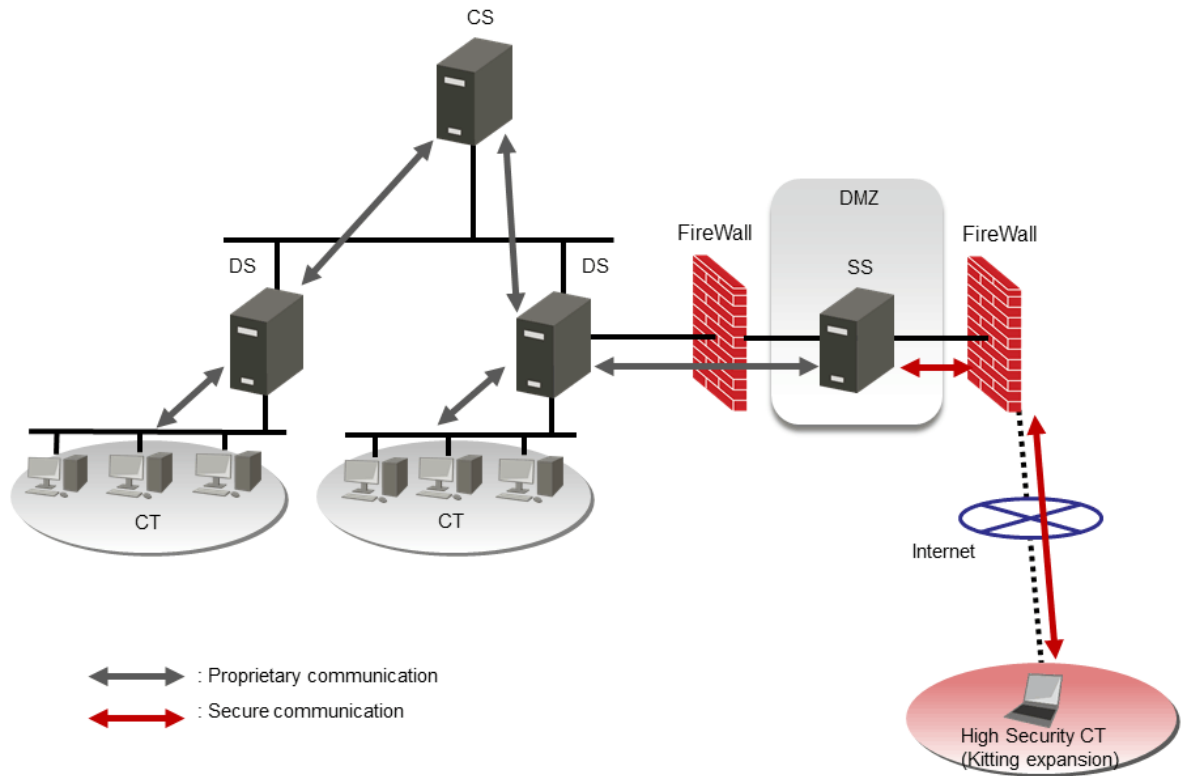 CS
DMZ
FireWall
FireWall
DS
DS
SS
CT
CT
Internet
: Proprietary communication
: Secure communication
High Security CT
(Kitting expansion)